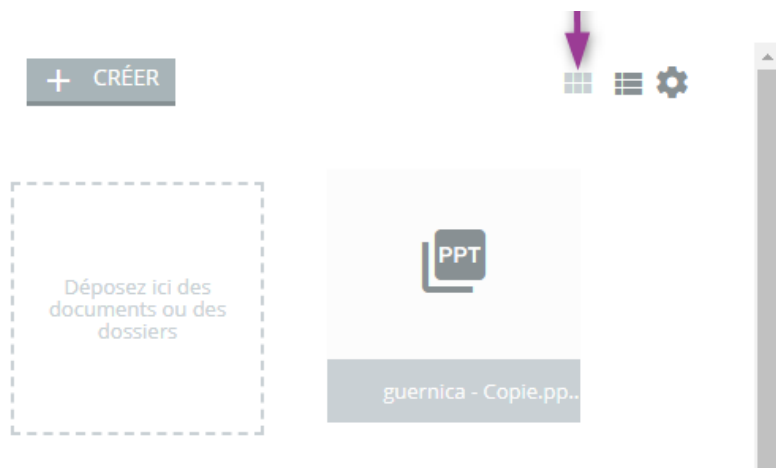 + CRÉER
Déposez ici des
documents ou des
dossiers
PPT
guernica - Copie.pp..